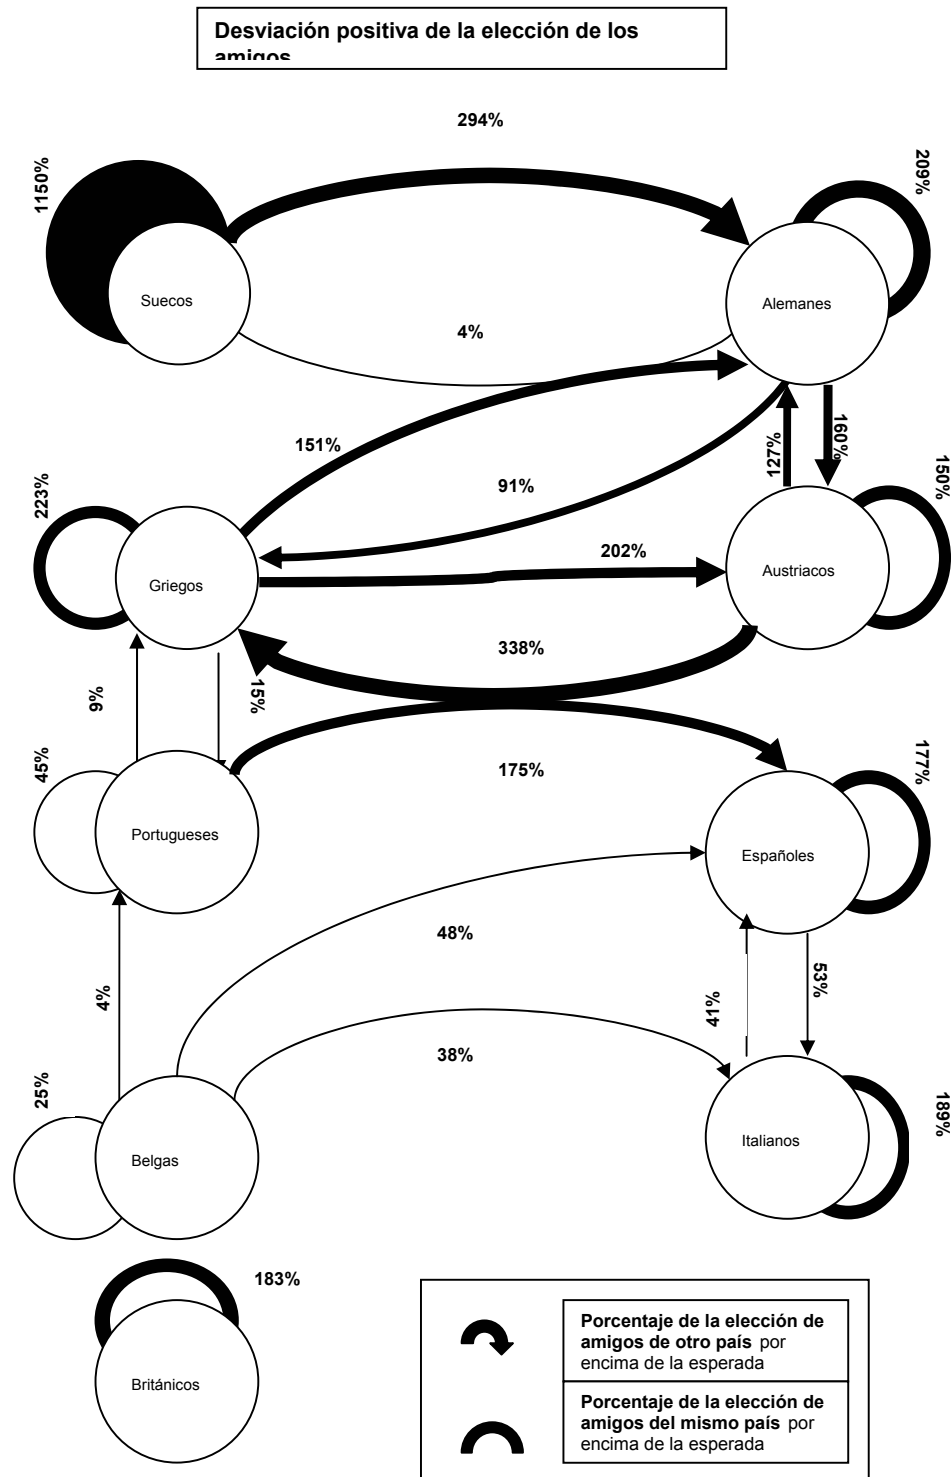 Desviación positiva de la elección de los
amigos
294%
1150%
209%
Suecos
Alemanes
4%
151%
127%
160%
91%
223%
150%
202%
Griegos
Austriacos
338%
9%
15%
45%
175%
177%
Portugueses
Españoles
48%
4%
41%
53%
38%
25%
189%
Belgas
Italianos
183%
Británicos
Porcentaje de la elección de
amigos de otro país por
encima de la esperada
Porcentaje de la elección de
amigos del mismo país por
encima de la esperada